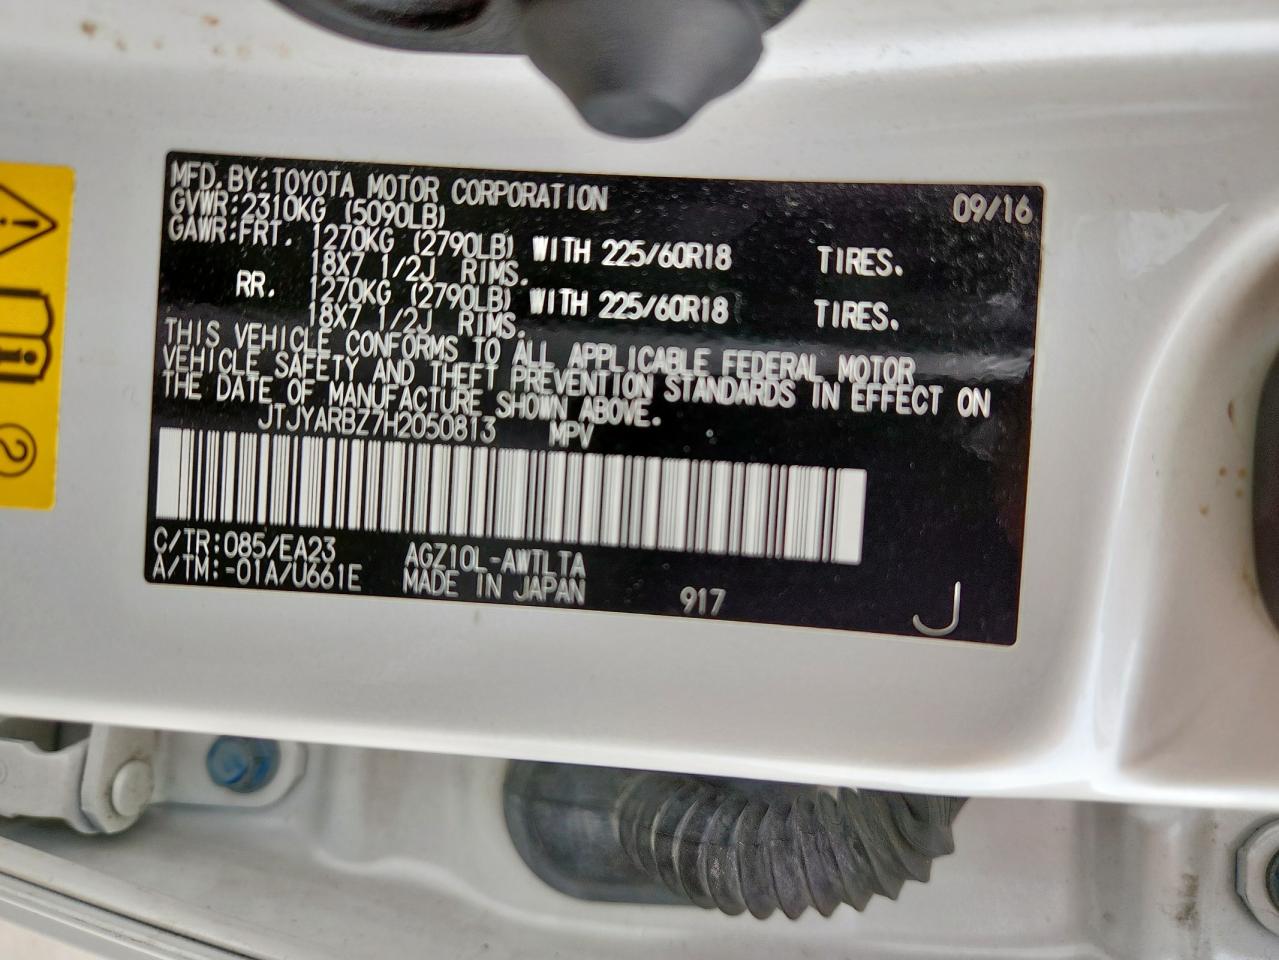 MFD. BY: TOYOTA MOTOR CORPORATION 09/16
GVWR: 2310KG (5090LB)
GAWR: FRT. 1270KG (2790LB) WITH 225/60R18 TIRES.
18X7 1/2J RIMS.
RR. 1270KG (2790LB) WITH 225/60R18 TIRES.
18X7 1/2J RIMS.
THIS VEHICLE CONFORMS TO ALL APPLICABLE FEDERAL MOTOR
VEHICLE SAFETY AND THEFT PREVENTION STANDARDS IN EFFECT ON
THE DATE OF MANUFACTURE SHOWN ABOVE.
JTJYARBZ7H2050813 MPV
C/TR: 085/EA23 AGZ10L-AWTLTA
A/TM: -01A/U661E MADE IN JAPAN 917
J
2